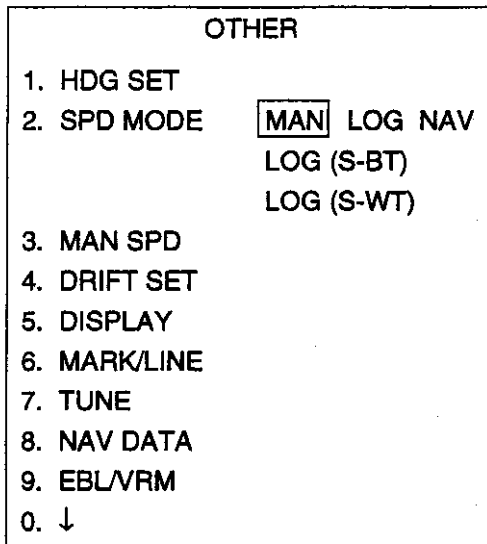 OTHER
1. HDG SET
2. SPD MODE MAN LOG NAV
LOG (S-BT)
LOG (S-WT)
3. MAN SPD
4. DRIFT SET
5. DISPLAY
6. MARK/LINE
7. TUNE
8. NAV DATA
9. EBL/VRM
0. ↓